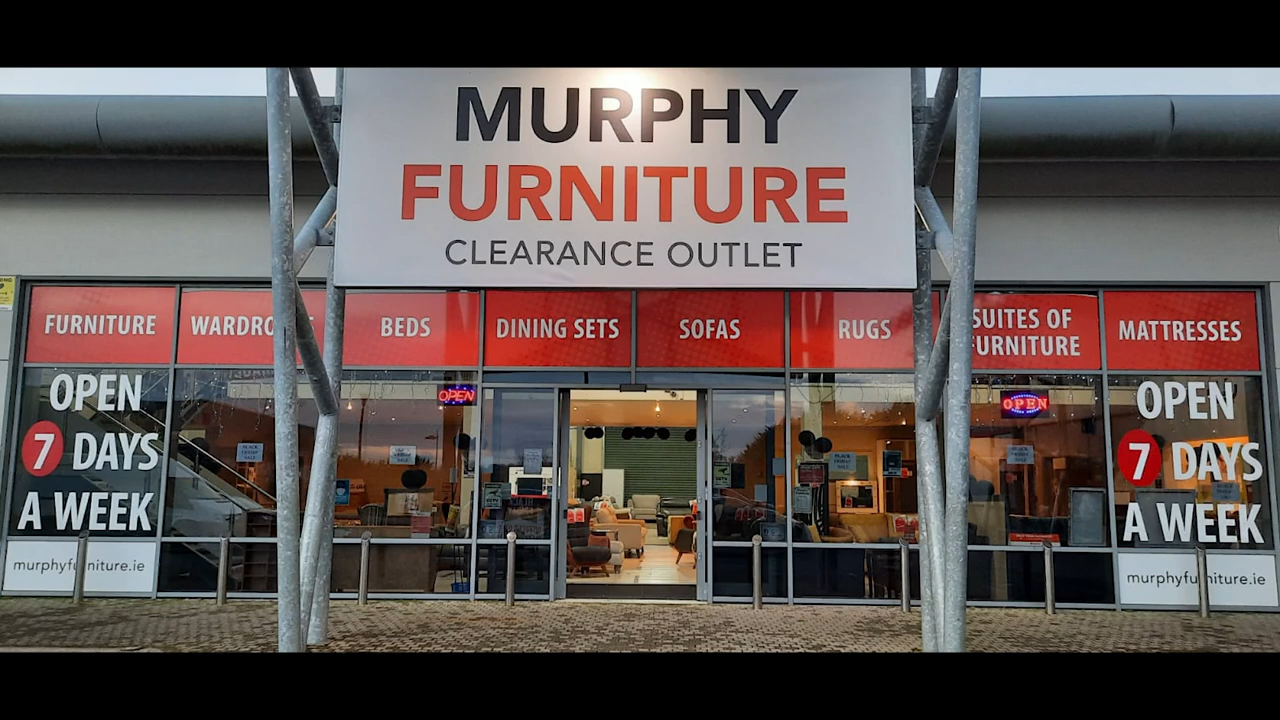 MURPHY
FURNITURE
CLEARANCE OUTLET
FURNITURE
BEDS
DINING SETS
SOFAS
RUGS
SUITES OF
FURNITURE
MATTRESSES
OPEN
7 DAYS
A WEEK
murphyfurniture.ie
OPEN
OPEN
OPEN
7 DAYS
A WEEK
murphyfurniture.ie